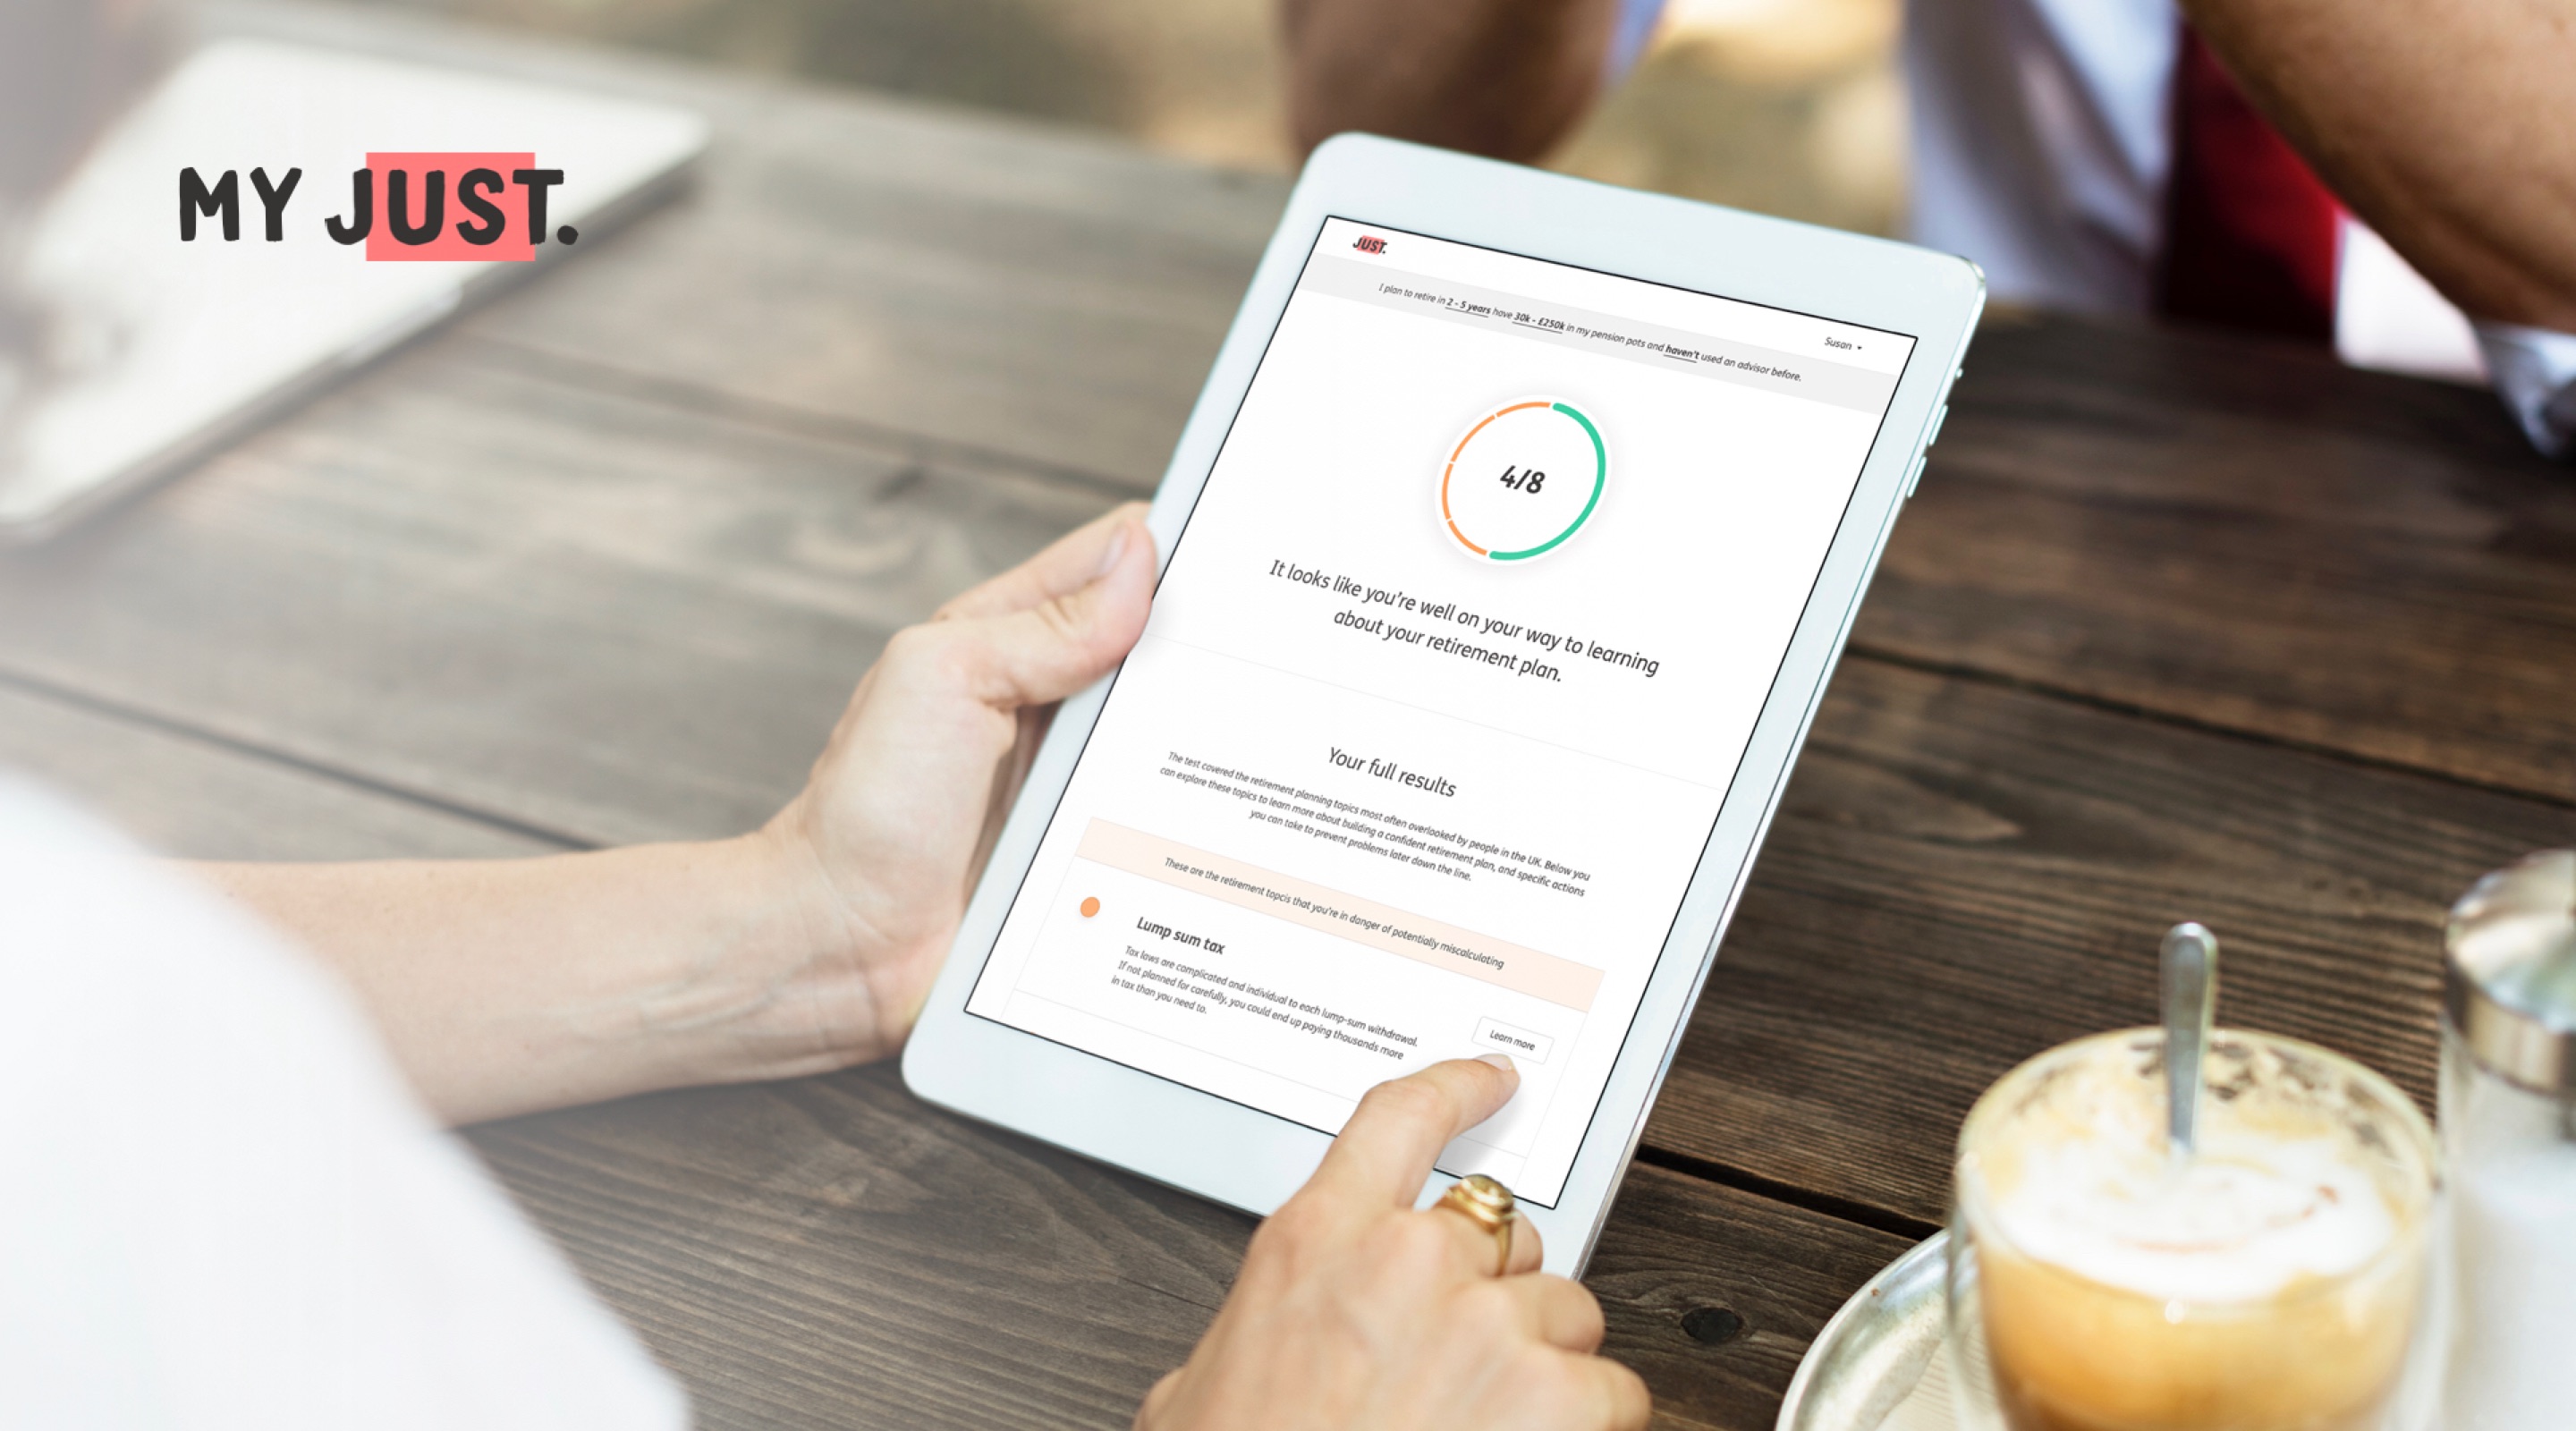 MY JUST.
JUST.
Susan
I plan to retire in 2 - 5 years have 30k - £250k in my pension pots and haven't used an advisor before.
4/8
It looks like you're well on your way to learning
about your retirement plan.
Your full results
The test covered the retirement planning topics most often overlooked by people in the UK. Below you
can explore these topics to learn more about building a confident retirement plan, and specific actions
you can take to prevent problems later down the line.
These are the retirement topcis that you're in danger of potentially miscalculating
Lump sum tax
Tax laws are complicated and individual to each lump-sum withdrawal.
If not planned for carefully, you could end up paying thousands more
in tax than you need to.
Learn more